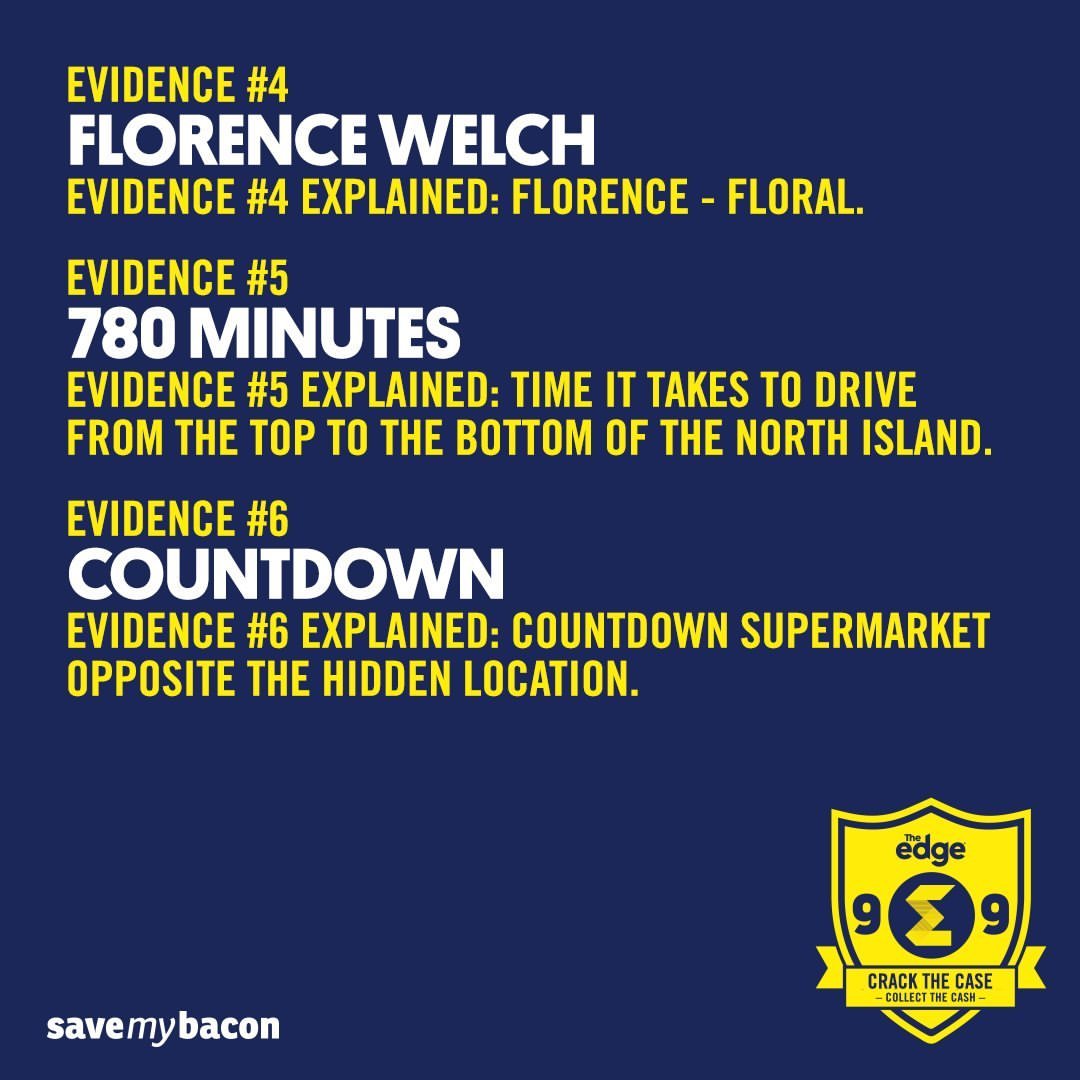 EVIDENCE #4
FLORENCE WELCH
EVIDENCE #4 EXPLAINED: FLORENCE - FLORAL.
EVIDENCE #5
780 MINUTES
EVIDENCE #5 EXPLAINED: TIME IT TAKES TO DRIVE
FROM THE TOP TO THE BOTTOM OF THE NORTH ISLAND.
EVIDENCE #6
COUNTDOWN
EVIDENCE #6 EXPLAINED: COUNTDOWN SUPERMARKET
OPPOSITE THE HIDDEN LOCATION.
The
edge
9 9
CRACK THE CASE
– COLLECT THE CASH –
savemybacon